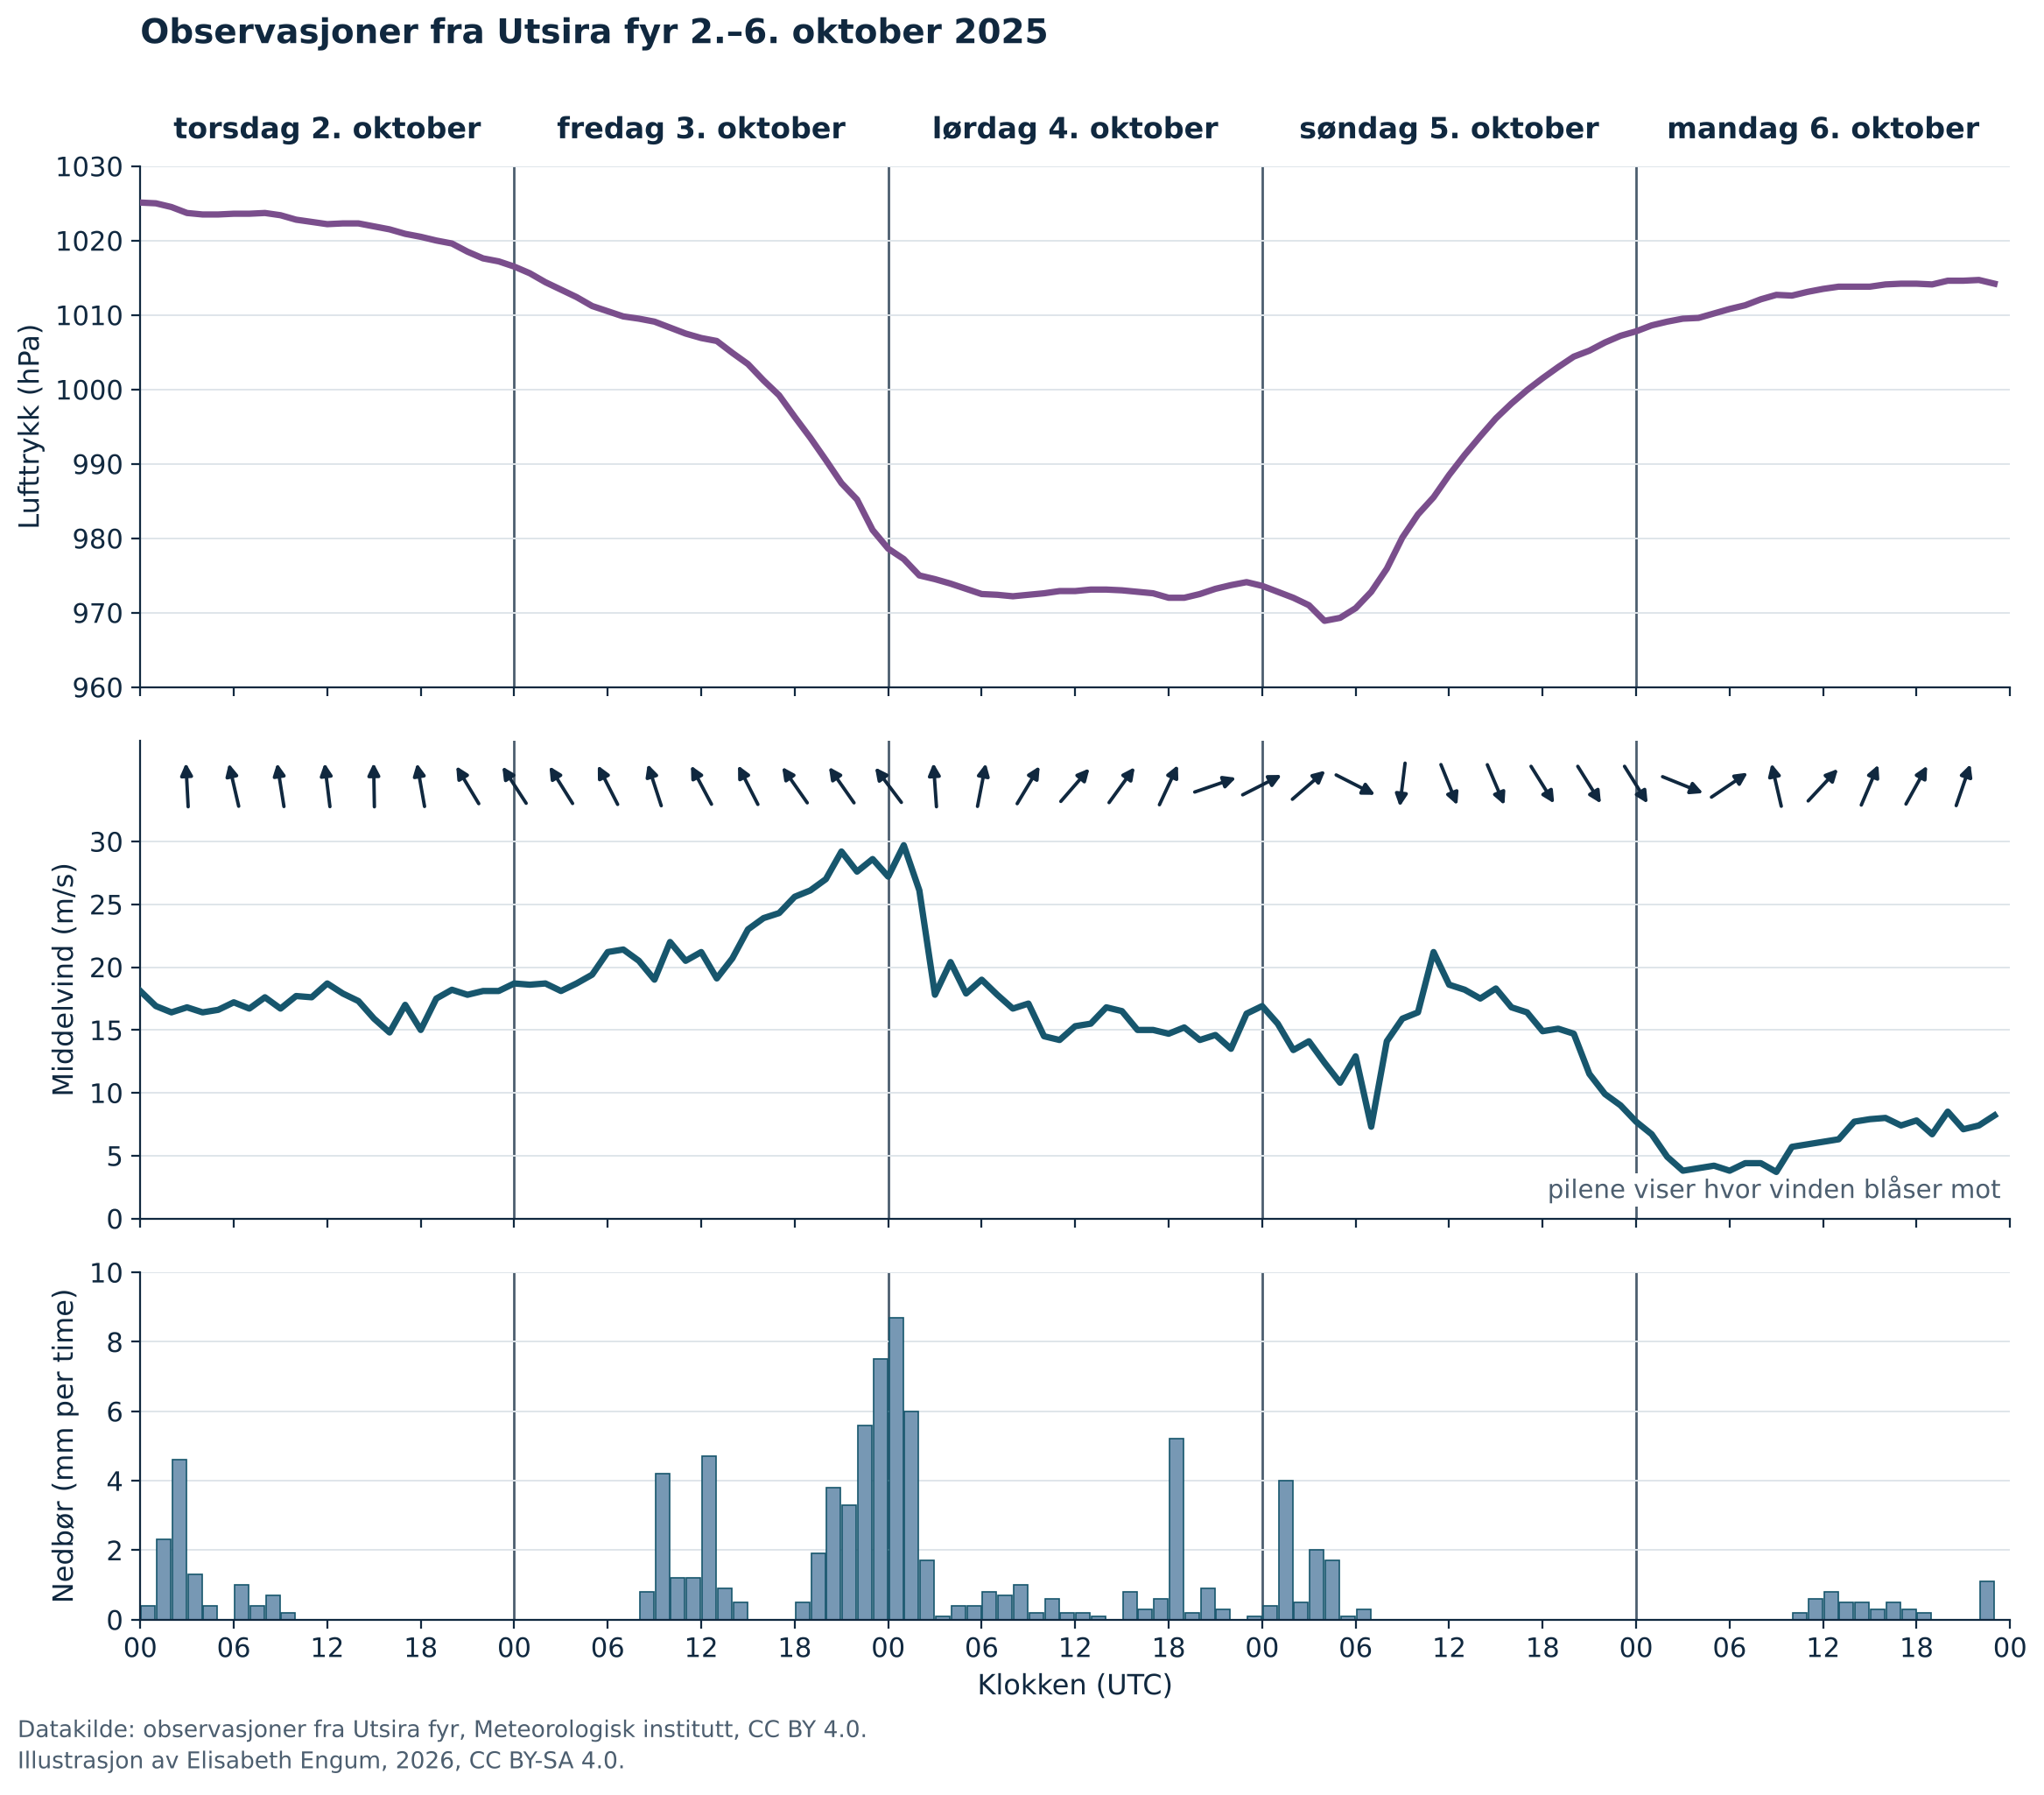 Observasjoner fra Utsira fyr 2.–6. oktober 2025
torsdag 2. oktober fredag 3. oktober lørdag 4. oktober søndag 5. oktober mandag 6. oktober
Lufttrykk (hPa)
1030
1020
1010
1000
990
980
970
960
Middelvind (m/s)
30
25
20
15
10
5
0
pilene viser hvor vinden blåser mot
Nedbør (mm per time)
10
8
6
4
2
0
00 06 12 18 00 06 12 18 00 06 12 18 00 06 12 18 00 06 12 18 00
Klokken (UTC)
Datakilde: observasjoner fra Utsira fyr, Meteorologisk institutt, CC BY 4.0.
Illustrasjon av Elisabeth Engum, 2026, CC BY-SA 4.0.